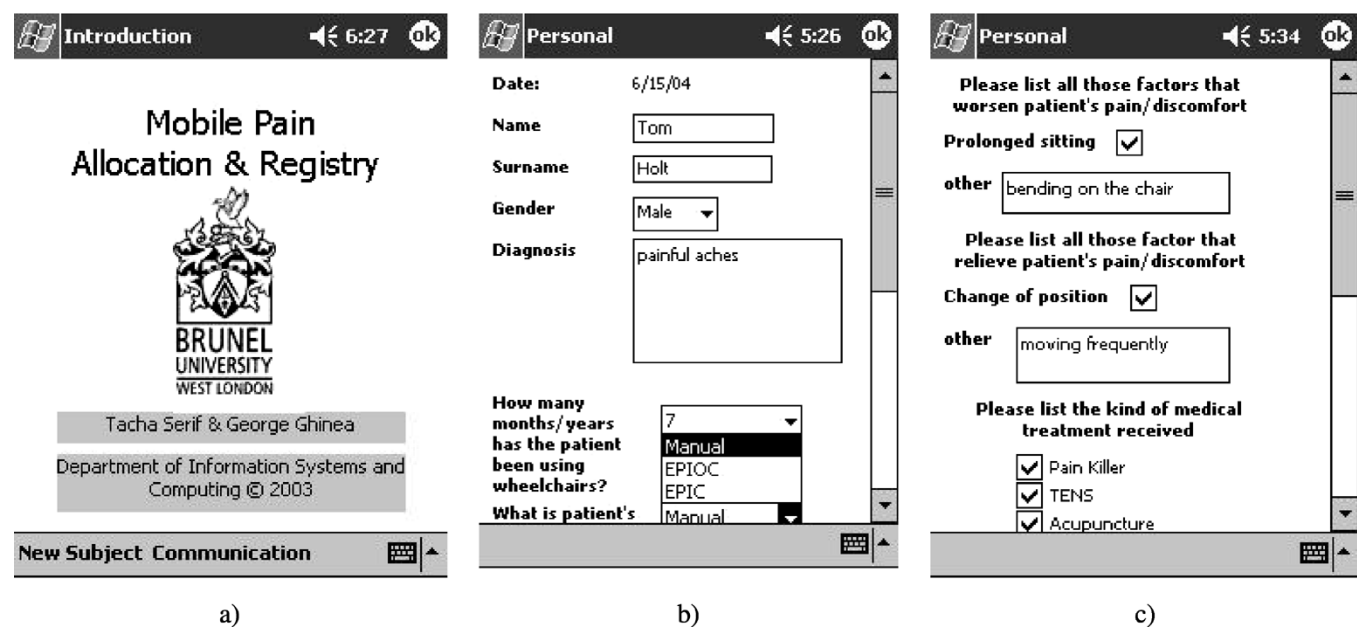 Introduction 6:27 ok
Mobile Pain
Allocation & Registry
BRUNEL
UNIVERSITY
WEST LONDON
Tacha Serif & George Ghinea
Department of Information Systems and
Computing © 2003
New Subject Communication
a)
Personal 5:26 ok
Date: 6/15/04
Name Tom
Surname Holt
Gender Male
Diagnosis painful aches
How many
months/years
has the patient
been using
wheelchairs?
7
Manual
EPIOC
EPIC
What is patient's Manual
b)
Personal 5:34 ok
Please list all those factors that
worsen patient's pain/discomfort
Prolonged sitting
other bending on the chair
Please list all those factor that
relieve patient's pain/discomfort
Change of position
other moving frequently
Please list the kind of medical
treatment received
Pain Killer
TENS
Acupuncture
c)